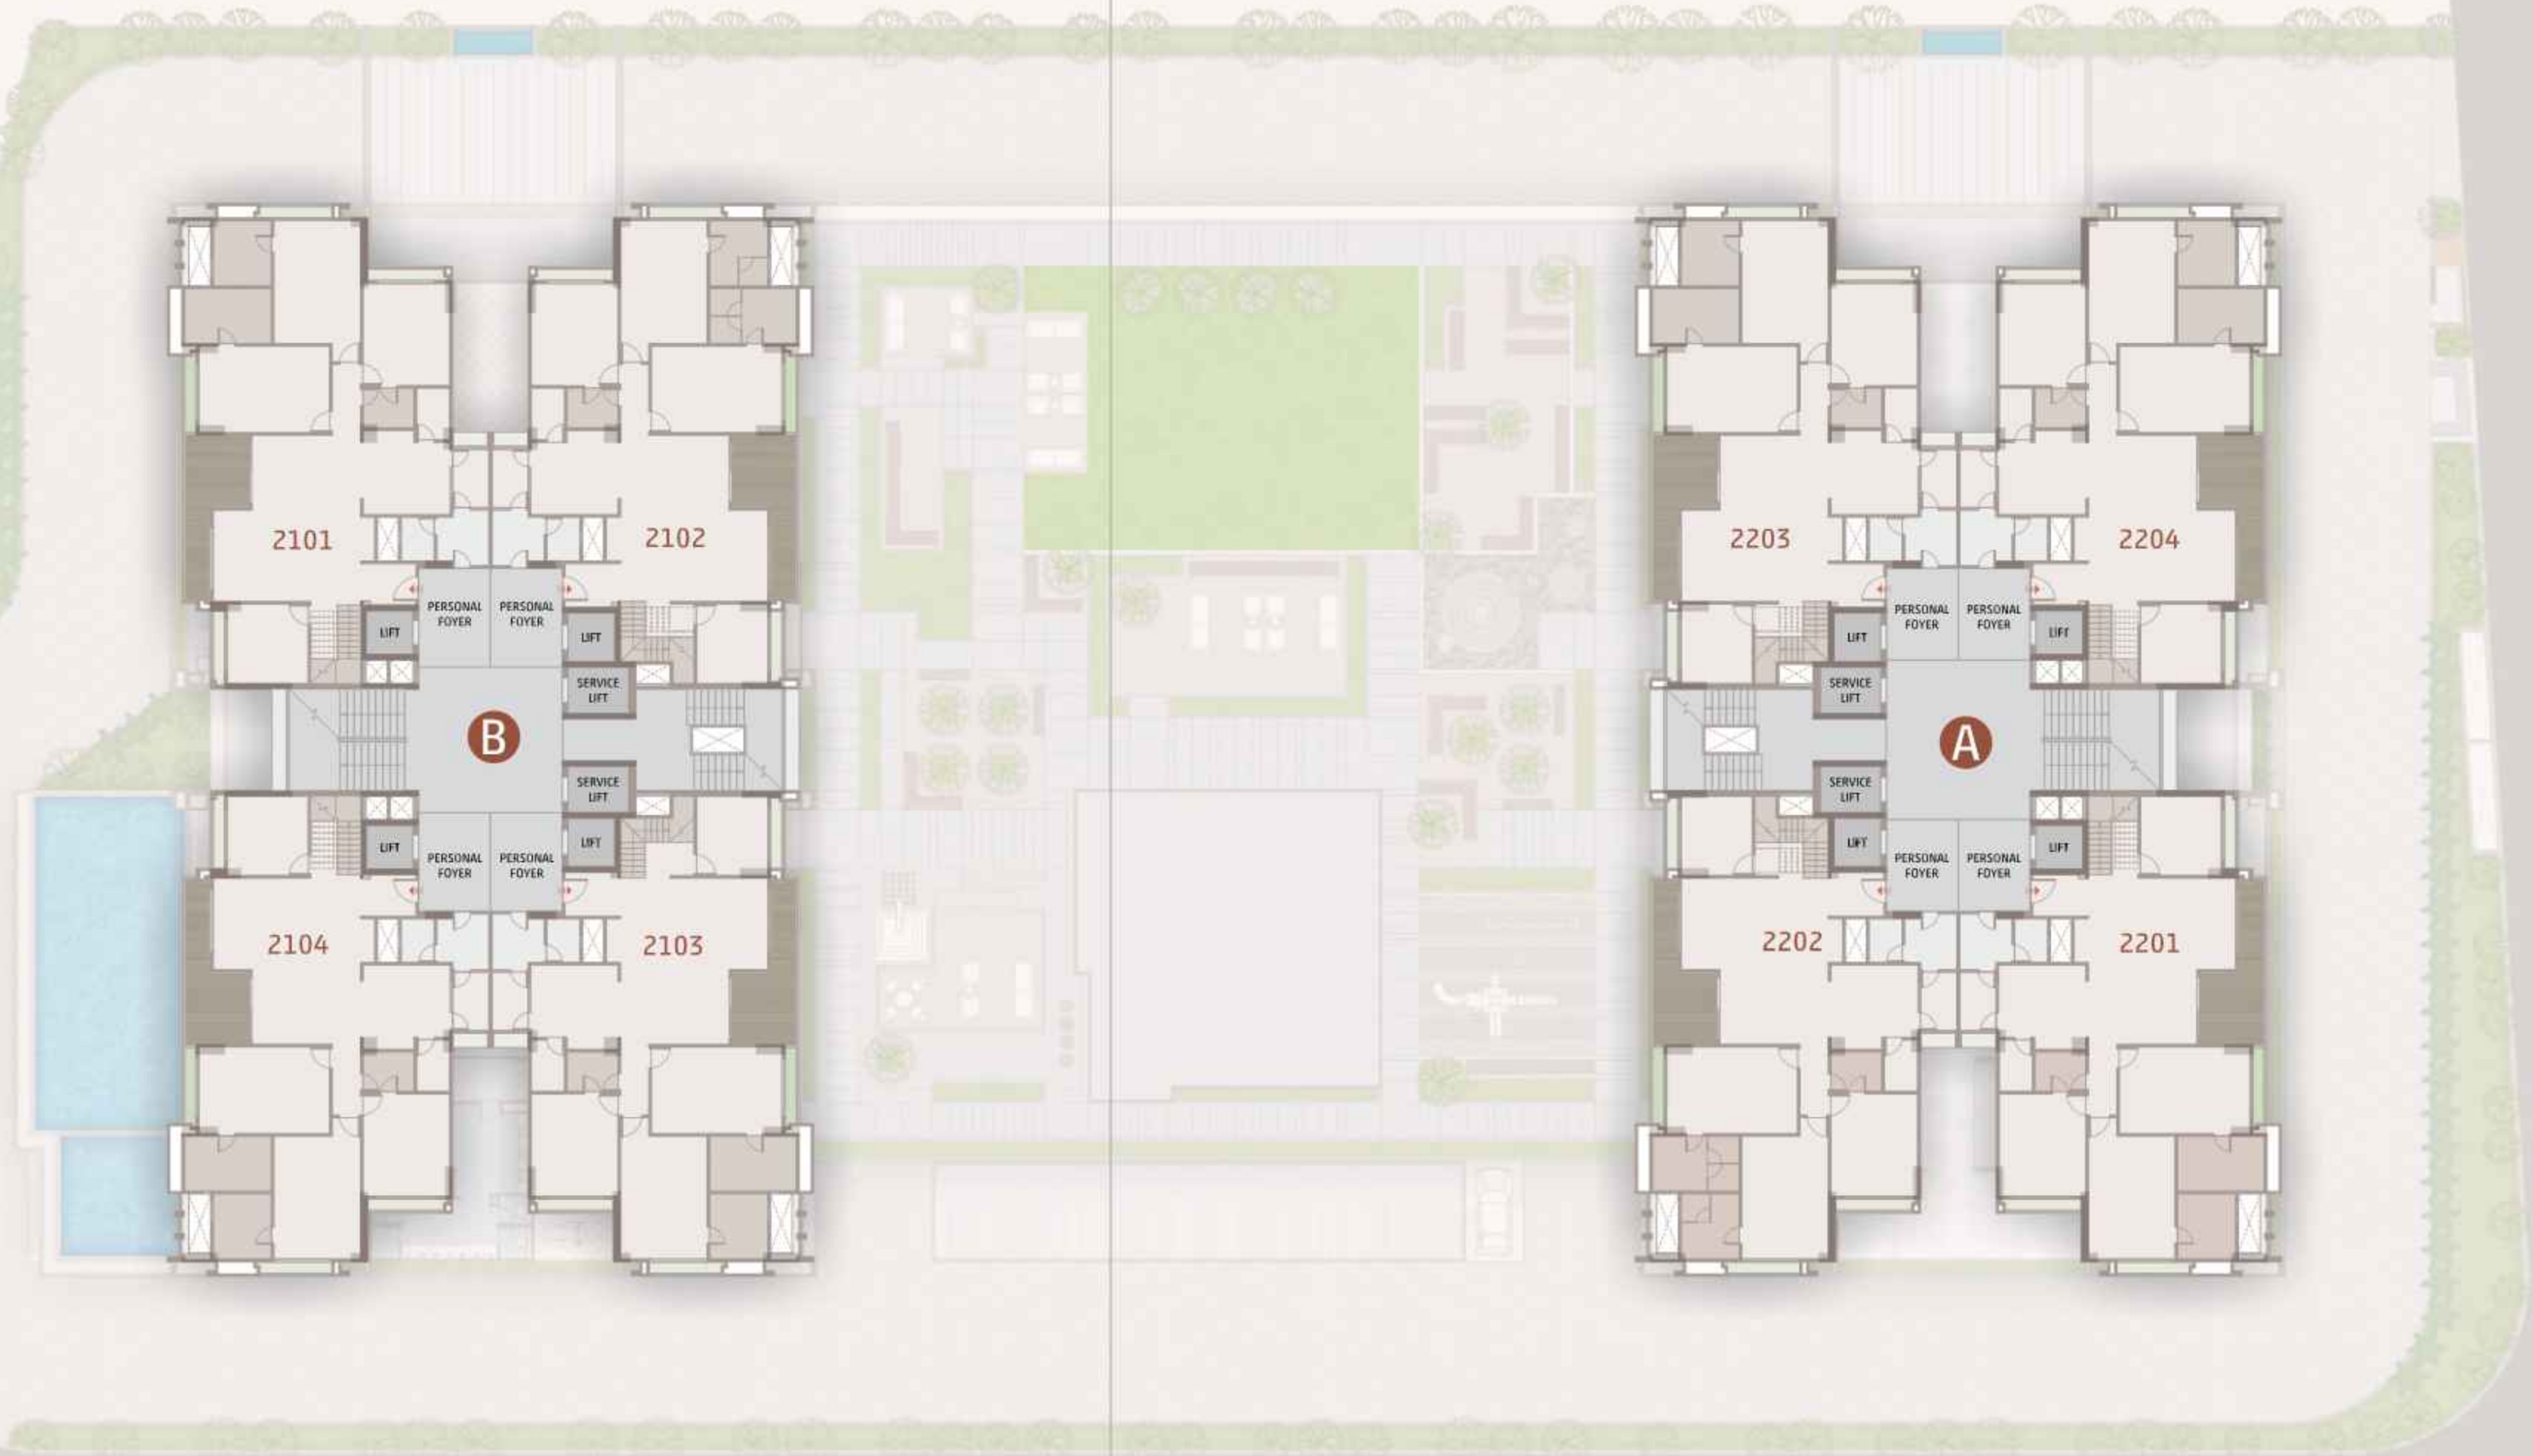 2101
2102
PERSONAL
FOYER
PERSONAL
FOYER
LIFT
LIFT
SERVICE
LIFT
B
SERVICE
LIFT
LIFT
LIFT
PERSONAL
FOYER
PERSONAL
FOYER
2104
2103
2203
2204
PERSONAL
FOYER
PERSONAL
FOYER
LIFT
LIFT
SERVICE
LIFT
A
SERVICE
LIFT
LIFT
LIFT
PERSONAL
FOYER
PERSONAL
FOYER
2202
2201